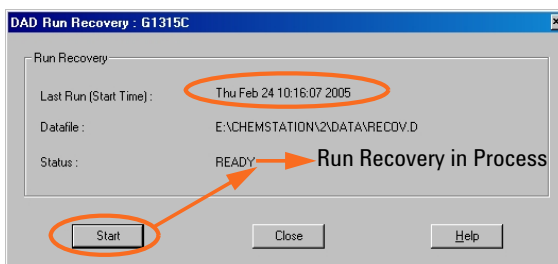 DAD Run Recovery : G1315C
Run Recovery
Last Run (Start Time) : Thu Feb 24 10:16:07 2005
Datafile : E:\CHEMSTATION\2\DATA\RECOV.D
Status : READY Run Recovery in Process
Start Close Help